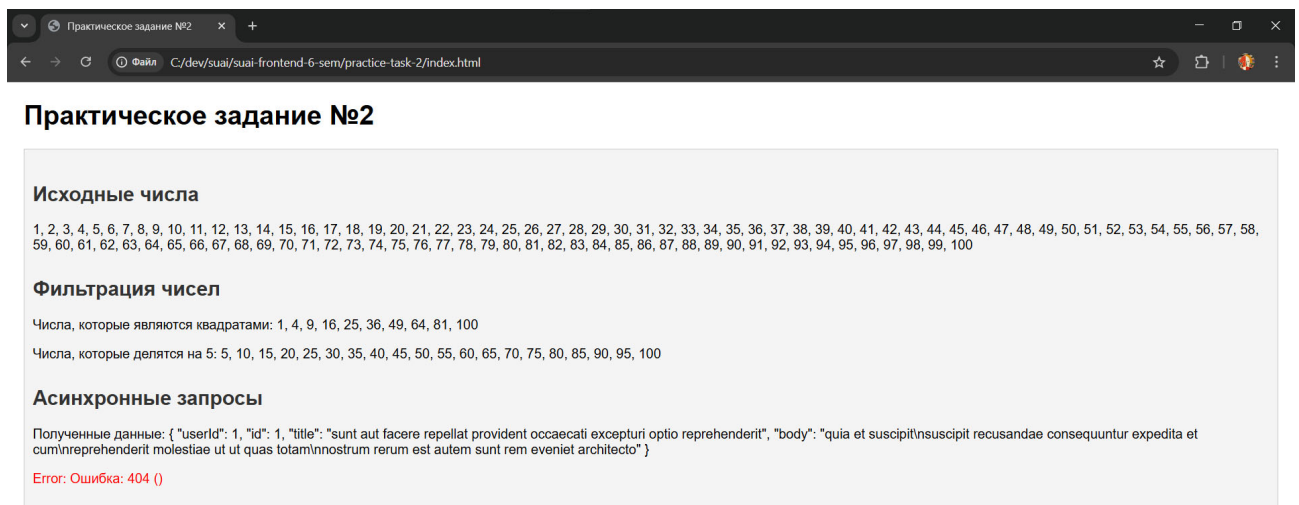 Практическое задание №2
Файл C:/dev/suai/suai-frontend-6-sem/practice-task-2/index.html
Практическое задание №2
Исходные числа
1, 2, 3, 4, 5, 6, 7, 8, 9, 10, 11, 12, 13, 14, 15, 16, 17, 18, 19, 20, 21, 22, 23, 24, 25, 26, 27, 28, 29, 30, 31, 32, 33, 34, 35, 36, 37, 38, 39, 40, 41, 42, 43, 44, 45, 46, 47, 48, 49, 50, 51, 52, 53, 54, 55, 56, 57, 58,
59, 60, 61, 62, 63, 64, 65, 66, 67, 68, 69, 70, 71, 72, 73, 74, 75, 76, 77, 78, 79, 80, 81, 82, 83, 84, 85, 86, 87, 88, 89, 90, 91, 92, 93, 94, 95, 96, 97, 98, 99, 100
Фильтрация чисел
Числа, которые являются квадратами: 1, 4, 9, 16, 25, 36, 49, 64, 81, 100
Числа, которые делятся на 5: 5, 10, 15, 20, 25, 30, 35, 40, 45, 50, 55, 60, 65, 70, 75, 80, 85, 90, 95, 100
Асинхронные запросы
Полученные данные: { "userId": 1, "id": 1, "title": "sunt aut facere repellat provident occaecati excepturi optio reprehenderit", "body": "quia et suscipit\nsuscipit recusandae consequuntur expedita et
cum\nreprehenderit molestiae ut ut quas totam\nnostrum rerum est autem sunt rem eveniet architecto" }
Error: Ошибка: 404 ()